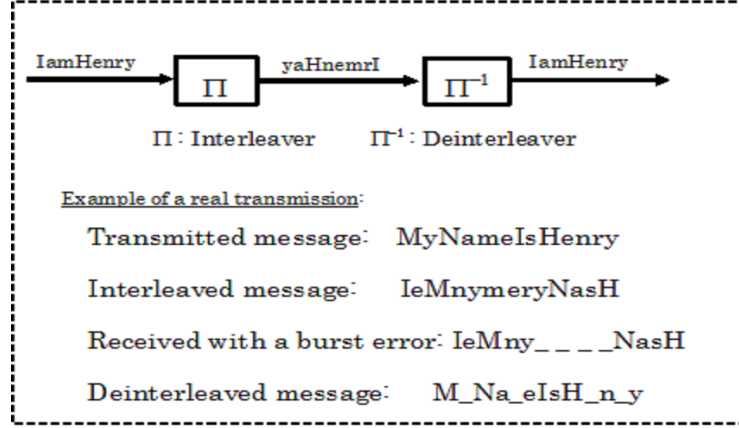 IamHenry Π yaHnemrI Π⁻¹ IamHenry
Π : Interleaver Π⁻¹ : Deinterleaver
Example of a real transmission:
Transmitted message: MyNameIsHenry
Interleaved message: IeMnymeryNasH
Received with a burst error: IeMny_ _ _ _NasH
Deinterleaved message: M_Na_eIsH_n_y